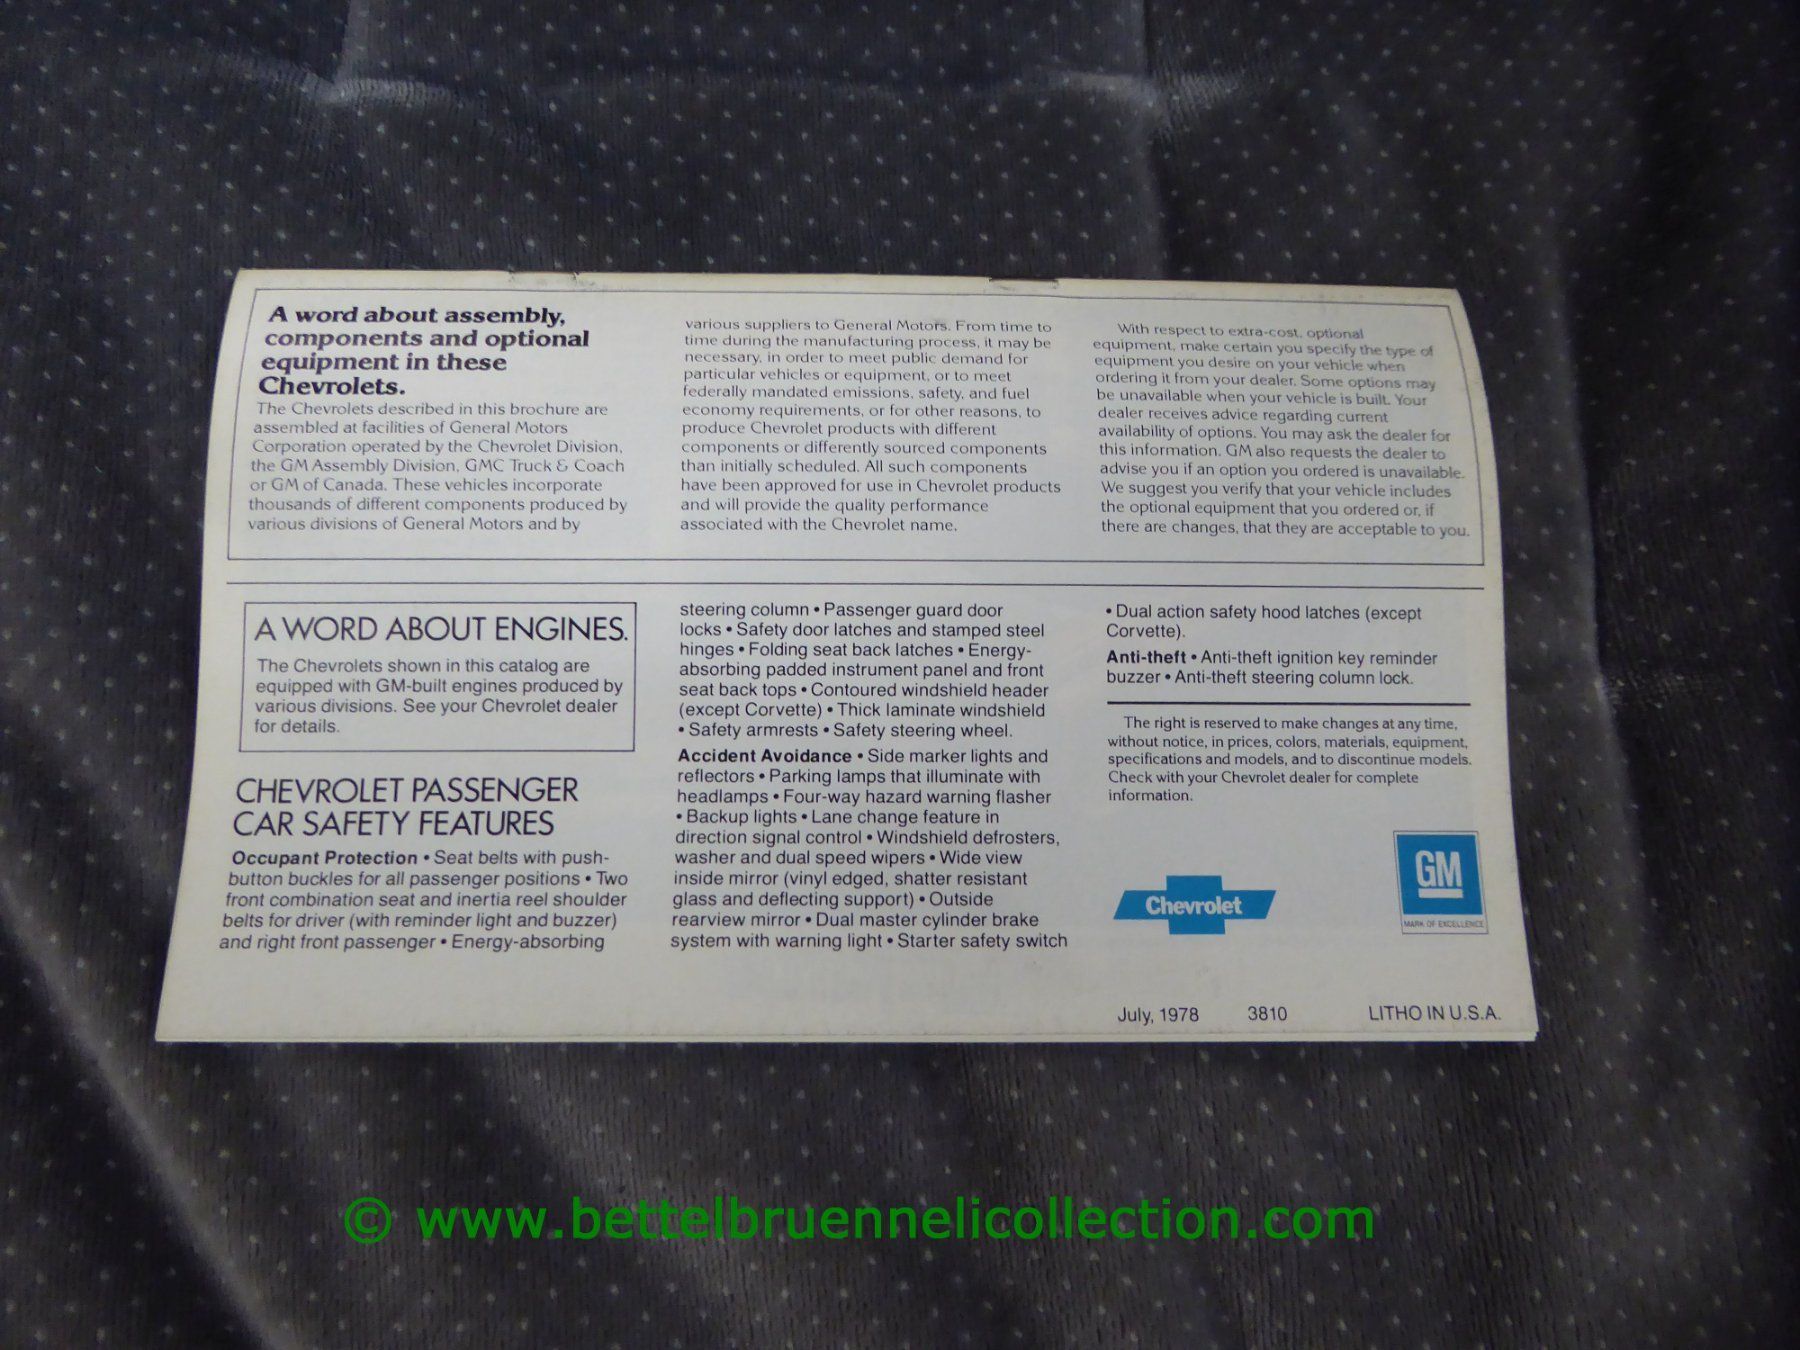 A word about assembly,
components and optional
equipment in these
Chevrolets.
The Chevrolets described in this brochure are
assembled at facilities of General Motors
Corporation operated by the Chevrolet Division,
the GM Assembly Division, GMC Truck & Coach
or GM of Canada. These vehicles incorporate
thousands of different components produced by
various divisions of General Motors and by
various suppliers to General Motors. From time to
time during the manufacturing process, it may be
necessary, in order to meet public demand for
particular vehicles or equipment, or to meet
federally mandated emissions, safety, and fuel
economy requirements, or for other reasons, to
produce Chevrolet products with different
components or differently sourced components
than initially scheduled. All such components
have been approved for use in Chevrolet products
and will provide the quality performance
associated with the Chevrolet name.
With respect to extra-cost, optional
equipment, make certain you specify the type of
equipment you desire on your vehicle when
ordering it from your dealer. Some options may
be unavailable when your vehicle is built. Your
dealer receives advice regarding current
availability of options. You may ask the dealer for
this information. GM also requests the dealer to
advise you if an option you ordered is unavailable.
We suggest you verify that your vehicle includes
the optional equipment that you ordered or, if
there are changes, that they are acceptable to you.
A WORD ABOUT ENGINES.
The Chevrolets shown in this catalog are
equipped with GM-built engines produced by
various divisions. See your Chevrolet dealer
for details.
CHEVROLET PASSENGER
CAR SAFETY FEATURES
Occupant Protection • Seat belts with push-
button buckles for all passenger positions • Two
front combination seat and inertia reel shoulder
belts for driver (with reminder light and buzzer)
and right front passenger • Energy-absorbing
steering column • Passenger guard door
locks • Safety door latches and stamped steel
hinges • Folding seat back latches • Energy-
absorbing padded instrument panel and front
seat back tops • Contoured windshield header
(except Corvette) • Thick laminate windshield
• Safety armrests • Safety steering wheel.
Accident Avoidance • Side marker lights and
reflectors • Parking lamps that illuminate with
headlamps • Four-way hazard warning flasher
• Backup lights • Lane change feature in
direction signal control • Windshield defrosters,
washer and dual speed wipers • Wide view
inside mirror (vinyl edged, shatter resistant
glass and deflecting support) • Outside
rearview mirror • Dual master cylinder brake
system with warning light • Starter safety switch
• Dual action safety hood latches (except
Corvette).
Anti-theft • Anti-theft ignition key reminder
buzzer • Anti-theft steering column lock.
The right is reserved to make changes at any time,
without notice, in prices, colors, materials, equipment,
specifications and models, and to discontinue models.
Check with your Chevrolet dealer for complete
information.
Chevrolet
GM
MARK OF EXCELLENCE
July, 1978 3810 LITHO IN U.S.A.
© www.bettelbruennelicollection.com